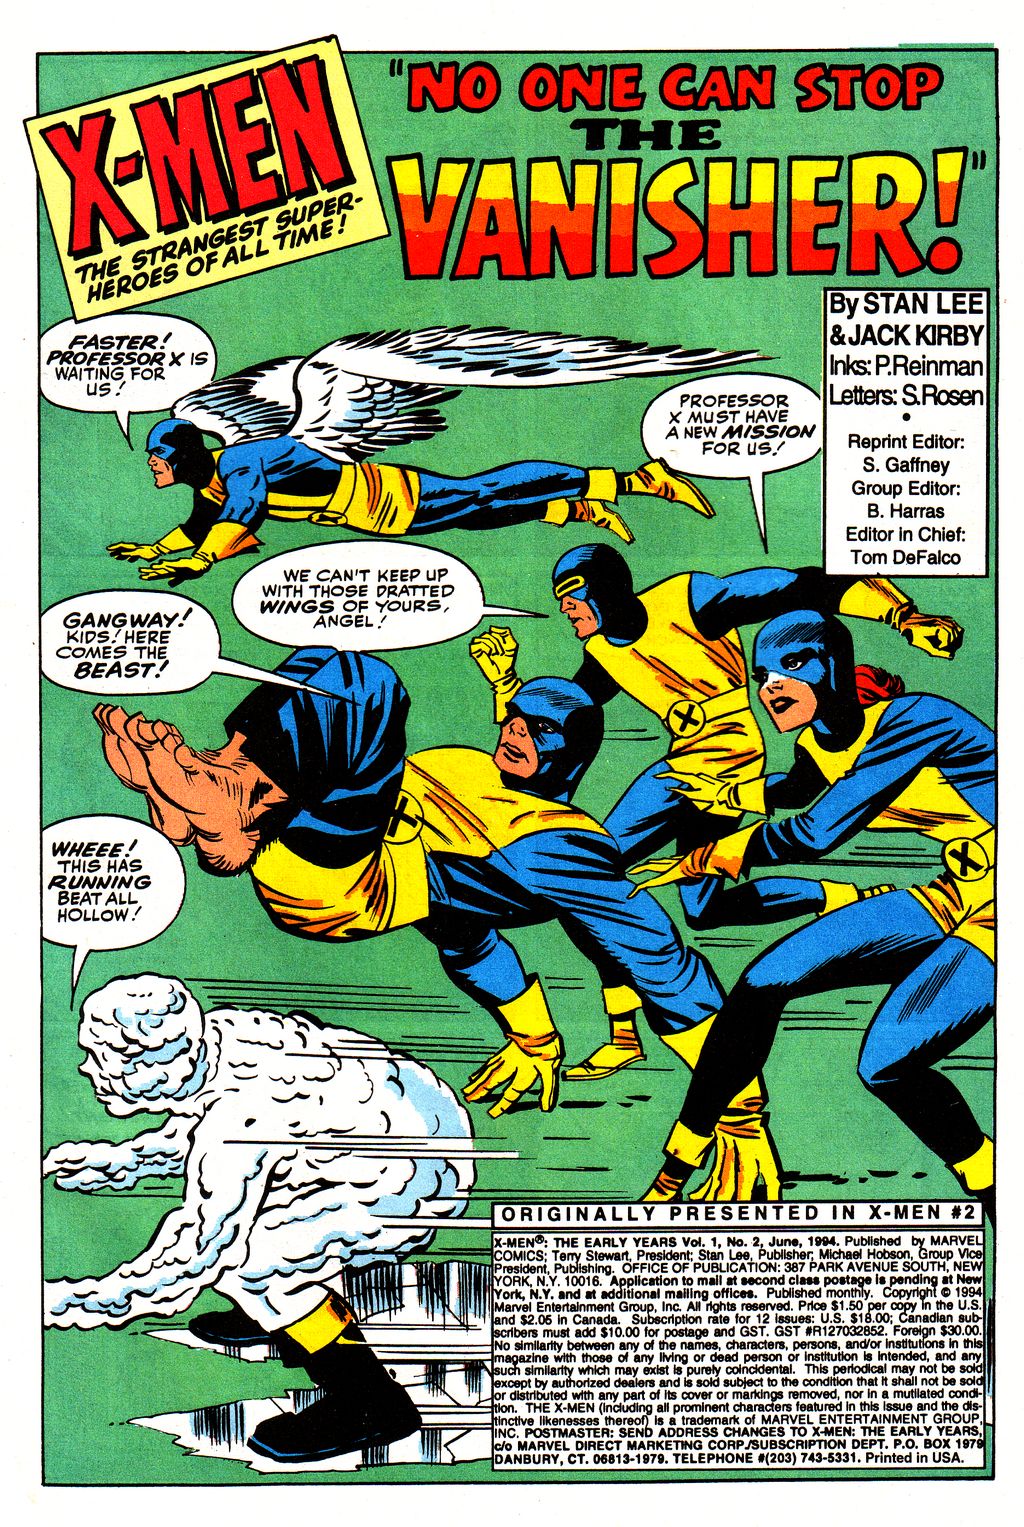 X-MEN
THE STRANGEST SUPER-
HEROES OF ALL TIME!
"NO ONE CAN STOP
THE
VANISHER!"
By STAN LEE
& JACK KIRBY
Inks: P.Reinman
Letters: S.Rosen
•
Reprint Editor:
S. Gaffney
Group Editor:
B. Harras
Editor in Chief:
Tom DeFalco
FASTER!
PROFESSOR X IS
WAITING FOR
US!
PROFESSOR
X MUST HAVE
A NEW MISSION
FOR US!
WE CAN'T KEEP UP
WITH THOSE DRATTED
WINGS OF YOURS,
ANGEL!
GANGWAY!
KIDS! HERE
COMES THE
BEAST!
X
X
X
WHEEE!
THIS HAS
RUNNING
BEAT ALL
HOLLOW!
ORIGINALLY PRESENTED IN X-MEN #2
X-MEN®: THE EARLY YEARS Vol. 1, No. 2, June, 1994. Published by MARVEL
COMICS; Terry Stewart, President; Stan Lee, Publisher; Michael Hobson, Group Vice
President, Publishing. OFFICE OF PUBLICATION: 387 PARK AVENUE SOUTH, NEW
YORK, N.Y. 10016. Application to mail at second class postage is pending at New
York, N.Y. and at additional mailing offices. Published monthly. Copyright © 1994
Marvel Entertainment Group, Inc. All rights reserved. Price $1.50 per copy in the U.S.
and $2.05 in Canada. Subscription rate for 12 issues: U.S. $18.00; Canadian sub-
scribers must add $10.00 for postage and GST. GST #R127032852. Foreign $30.00.
No similarity between any of the names, characters, persons, and/or institutions in this
magazine with those of any living or dead person or institution is intended, and any
such similarity which may exist is purely coincidental. This periodical may not be sold
except by authorized dealers and is sold subject to the condition that it shall not be sold
or distributed with any part of its cover or markings removed, nor in a mutilated condi-
tion. THE X-MEN (including all prominent characters featured in this issue and the dis-
tinctive likenesses thereof) is a trademark of MARVEL ENTERTAINMENT GROUP,
INC. POSTMASTER: SEND ADDRESS CHANGES TO X-MEN: THE EARLY YEARS,
c/o MARVEL DIRECT MARKETING CORP./SUBSCRIPTION DEPT. P.O. BOX 1979
DANBURY, CT. 06813-1979. TELEPHONE #(203) 743-5331. Printed in USA.